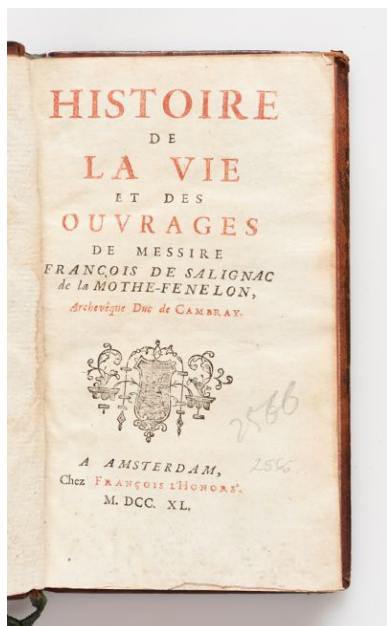 HISTOIRE
DE
LA VIE
ET DES
OUVRAGES
DE MESSIRE
FRANÇOIS DE SALIGNAC
de la MOTHE-FENELON,
Archevêque Duc de CAMBRAY.
2566
2566
A AMSTERDAM,
Chez FRANÇOIS L'HONORE'.
M. DCC. XL.